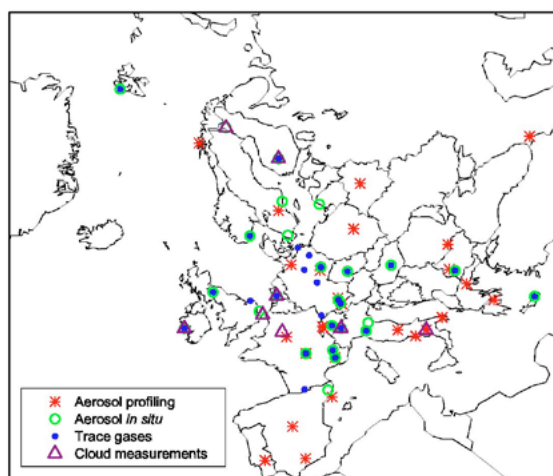 Aerosol profiling
Aerosol in situ
Trace gases
Cloud measurements